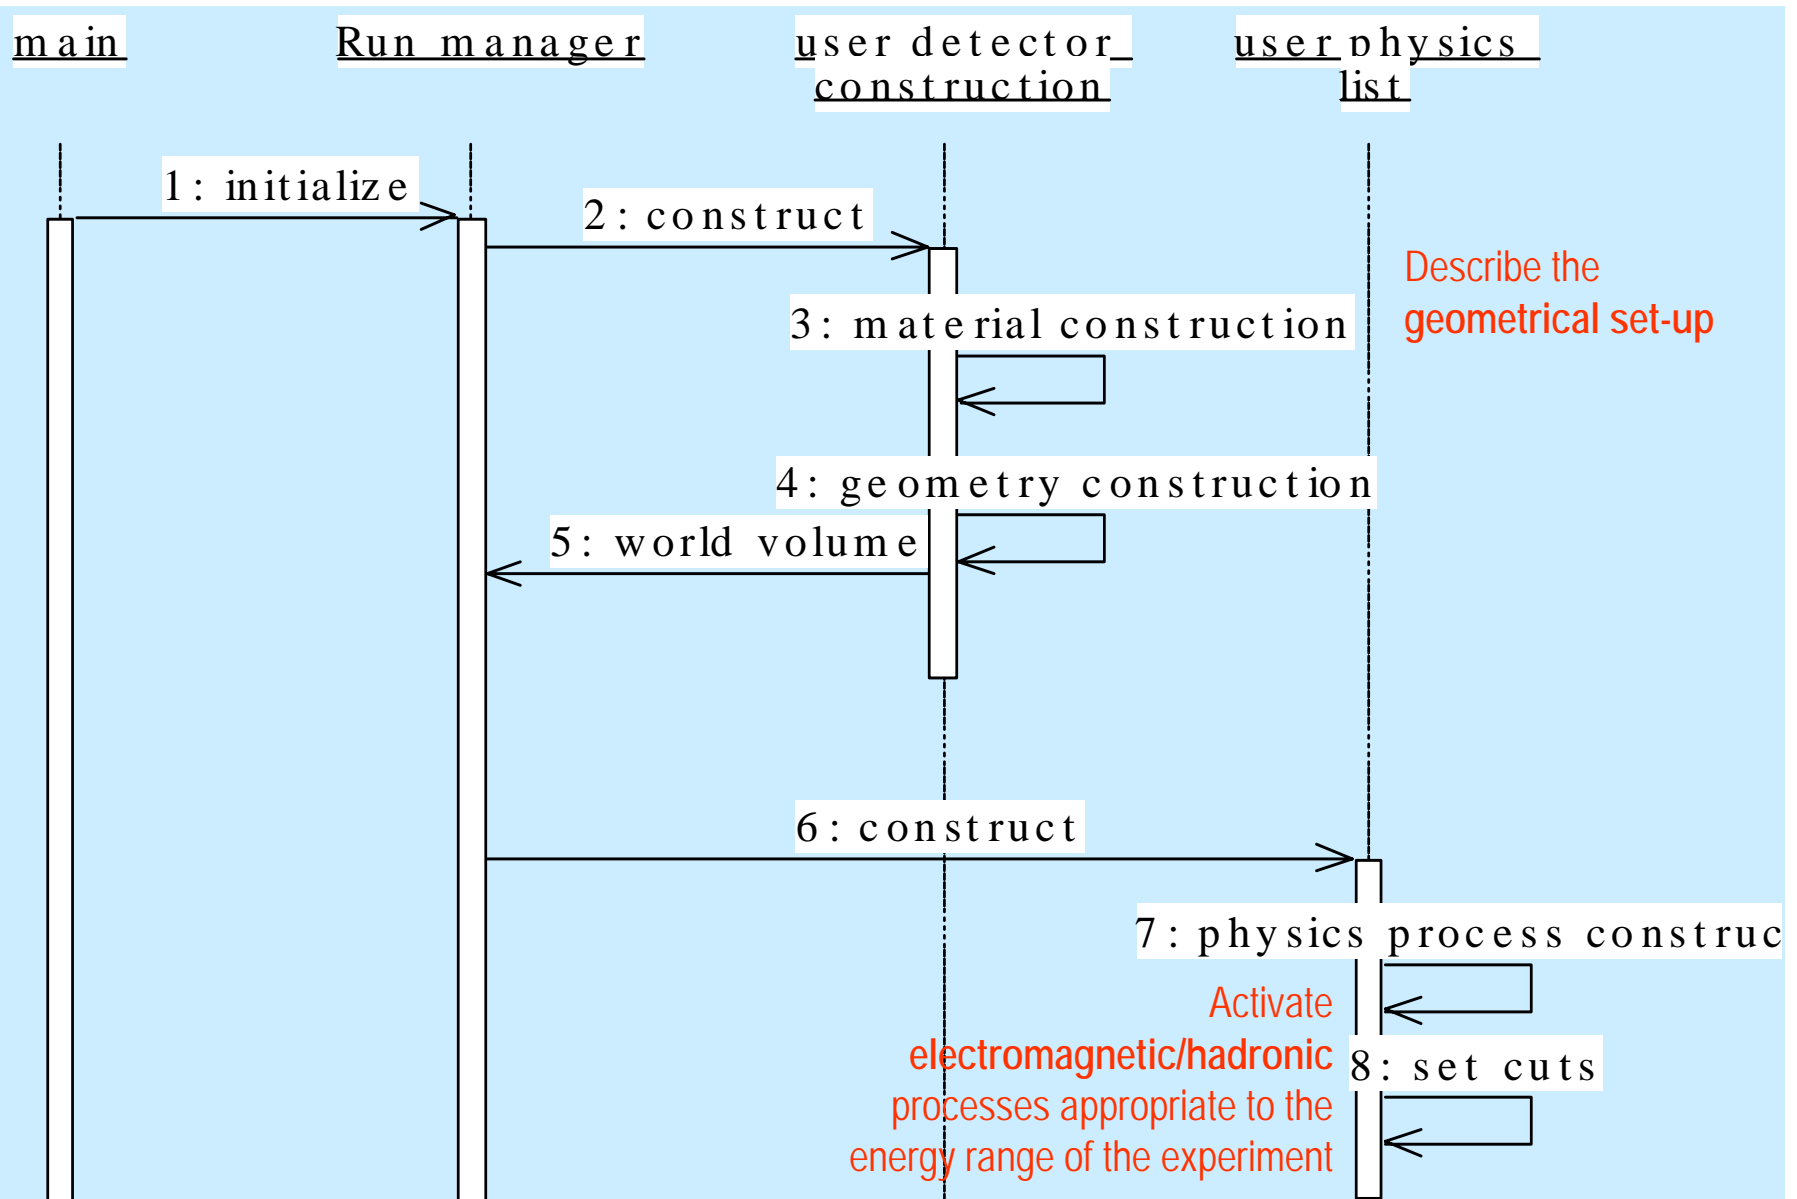 main
Run manager
user detector
construction
user physics
list
1: initialize
2: construct
Describe the
geometrical set-up
3: material construction
4: geometry construction
5: world volume
6: construct
7: physics process construc
Activate
electromagnetic/hadronic
processes appropriate to the
energy range of the experiment
8: set cuts